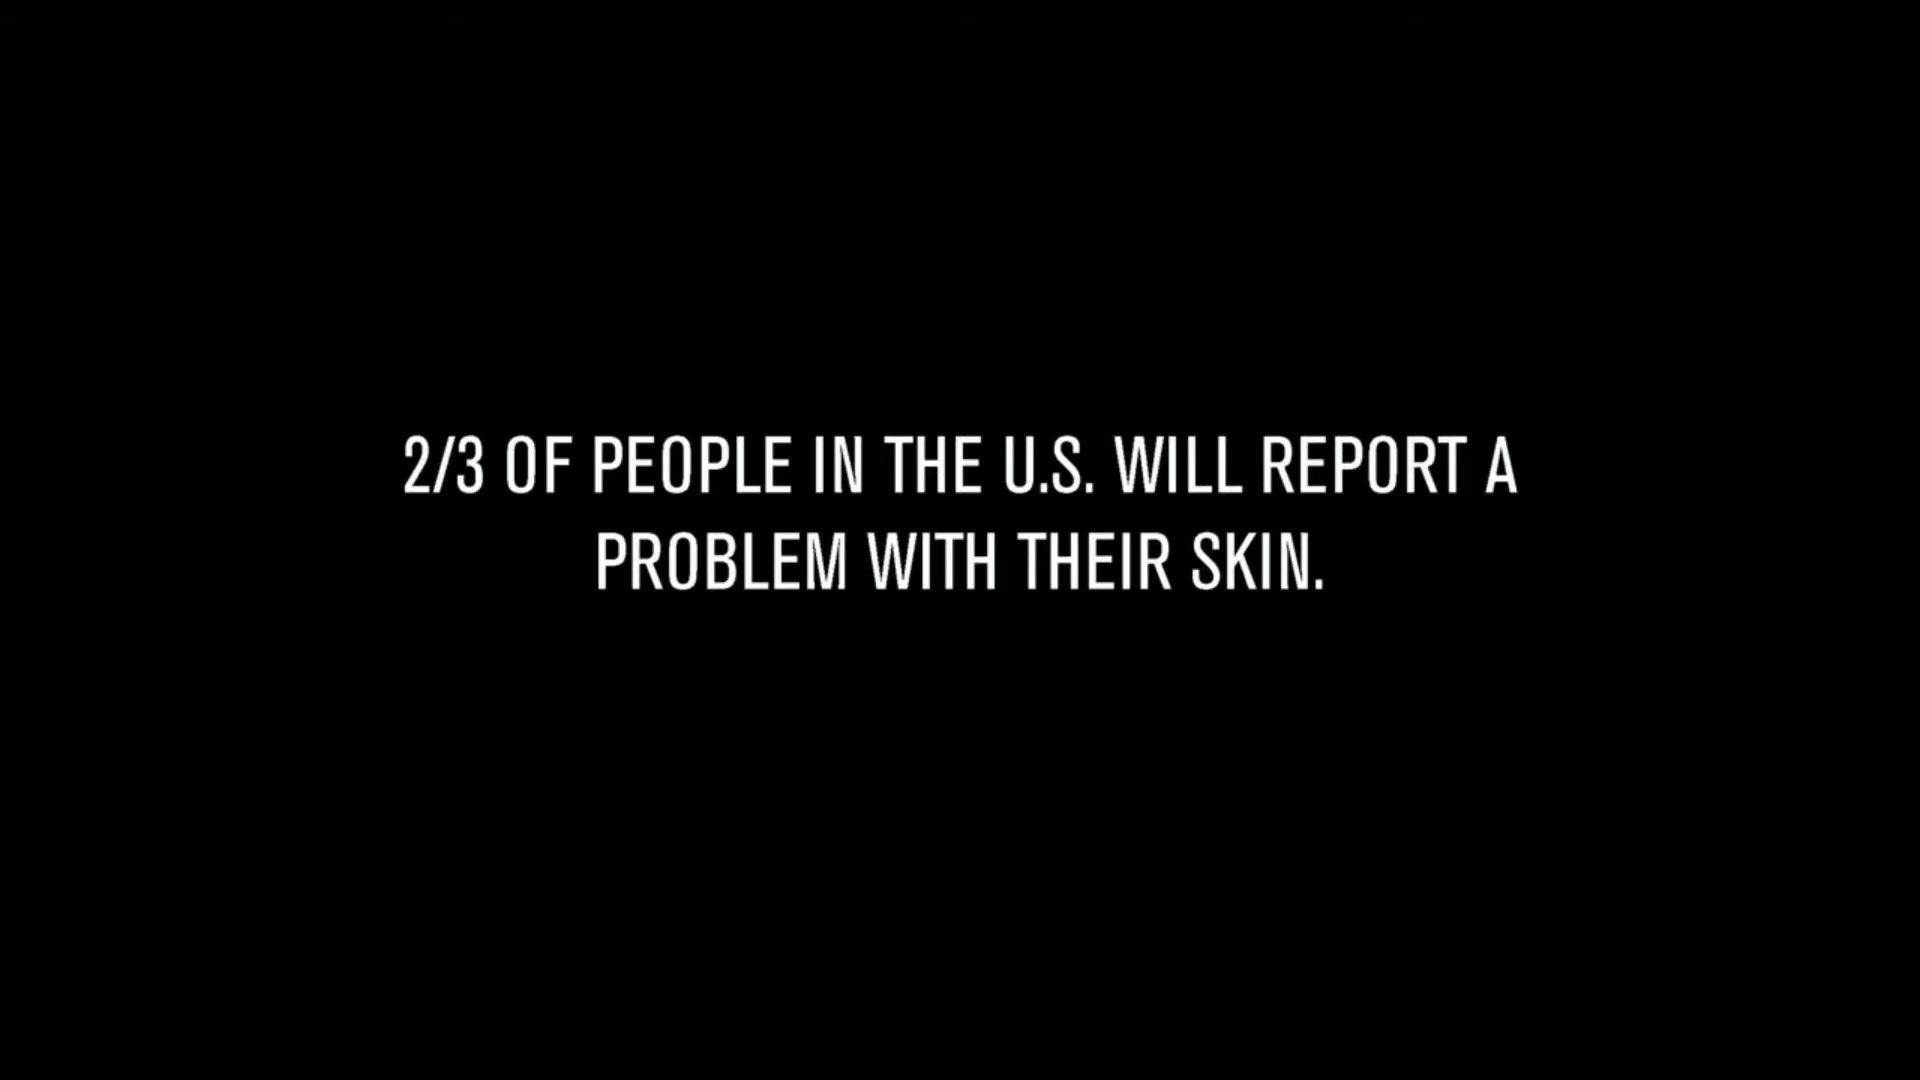 2/3 OF PEOPLE IN THE U.S. WILL REPORT A
PROBLEM WITH THEIR SKIN.